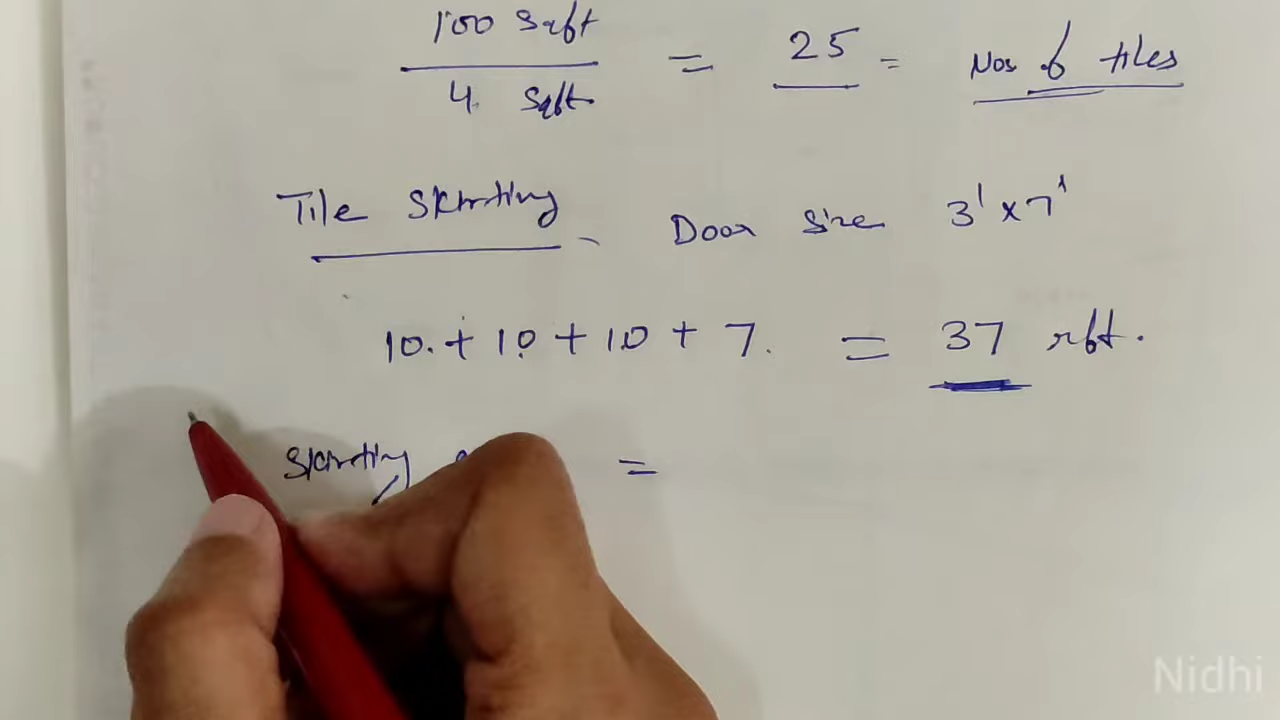 100 Sqft
4 Sqft
= 25 = Nos of tiles
Tile Skirting - Door size 3' x 7'
10 + 10 + 10 + 7 = 37 rft.
Skirting =
Nidhi